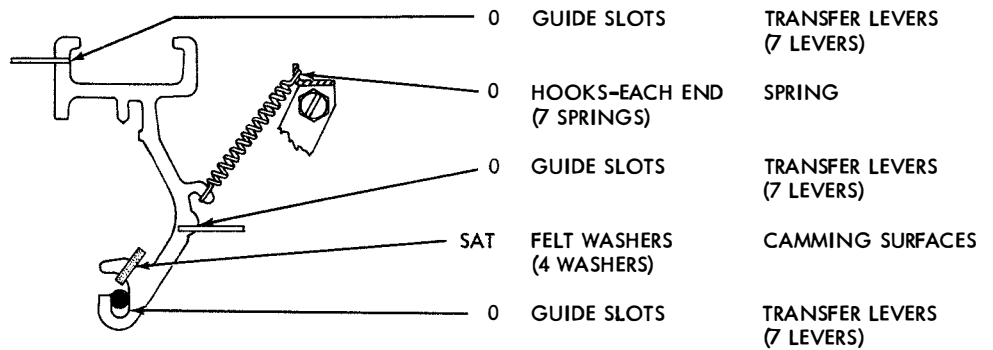 0 GUIDE SLOTS TRANSFER LEVERS
(7 LEVERS)
0 HOOKS-EACH END SPRING
(7 SPRINGS)
0 GUIDE SLOTS TRANSFER LEVERS
(7 LEVERS)
SAT FELT WASHERS CAMMING SURFACES
(4 WASHERS)
0 GUIDE SLOTS TRANSFER LEVERS
(7 LEVERS)